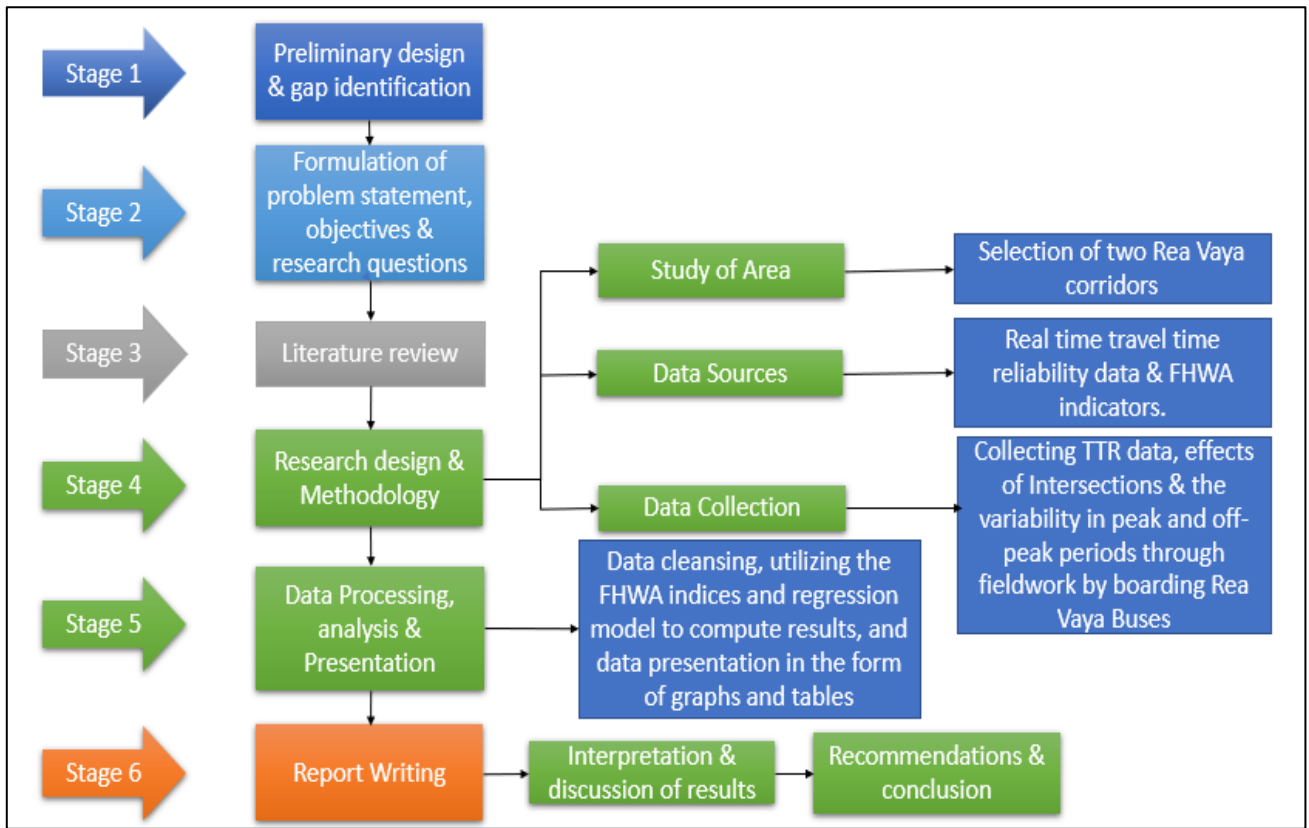 Stage 1
Preliminary design
& gap identification
Stage 2
Formulation of
problem statement,
objectives &
research questions
Stage 3
Literature review
Stage 4
Research design &
Methodology
Study of Area
Selection of two Rea Vaya
corridors
Data Sources
Real time travel time
reliability data & FHWA
indicators.
Data Collection
Collecting TTR data, effects
of Intersections & the
variability in peak and off-
peak periods through
fieldwork by boarding Rea
Vaya Buses
Stage 5
Data Processing,
analysis &
Presentation
Data cleansing, utilizing the
FHWA indices and regression
model to compute results, and
data presentation in the form
of graphs and tables
Stage 6
Report Writing
Interpretation &
discussion of results
Recommendations &
conclusion